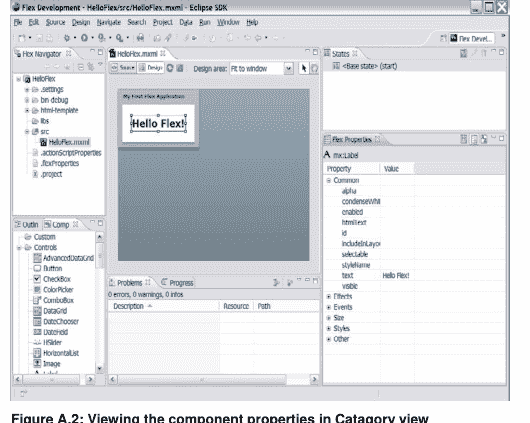 Flex Development - HelloFlex/src/HelloFlex.mxml - Eclipse SDK
File Edit Source Design Navigate Search Project Data Run Window Help
Flex Devel...
Flex Navigator
HelloFlex
.settings
bin-debug
html-template
libs
src
HelloFlex.mxml
.actionScriptProperties
.flexProperties
.project
HelloFlex.mxml
Source Design Design area: Fit to window
My First Flex Application
Hello Flex!
States
<Base state> (start)
Flex Properties
A mx:Label
Property Value
Common
alpha
condenseWhit
enabled
htmlText
id
includeInLayou
selectable
styleName
text Hello Flex!
visible
Effects
Events
Size
Styles
Other
Outlin Comp
Custom
Controls
AdvancedDataGrid
Button
CheckBox
ColorPicker
ComboBox
DataGrid
DateChooser
DateField
HSlider
HorizontalList
Image
Problems Progress
0 errors, 0 warnings, 0 infos
Description Resource Path
Figure A.2: Viewing the component properties in Catagory view